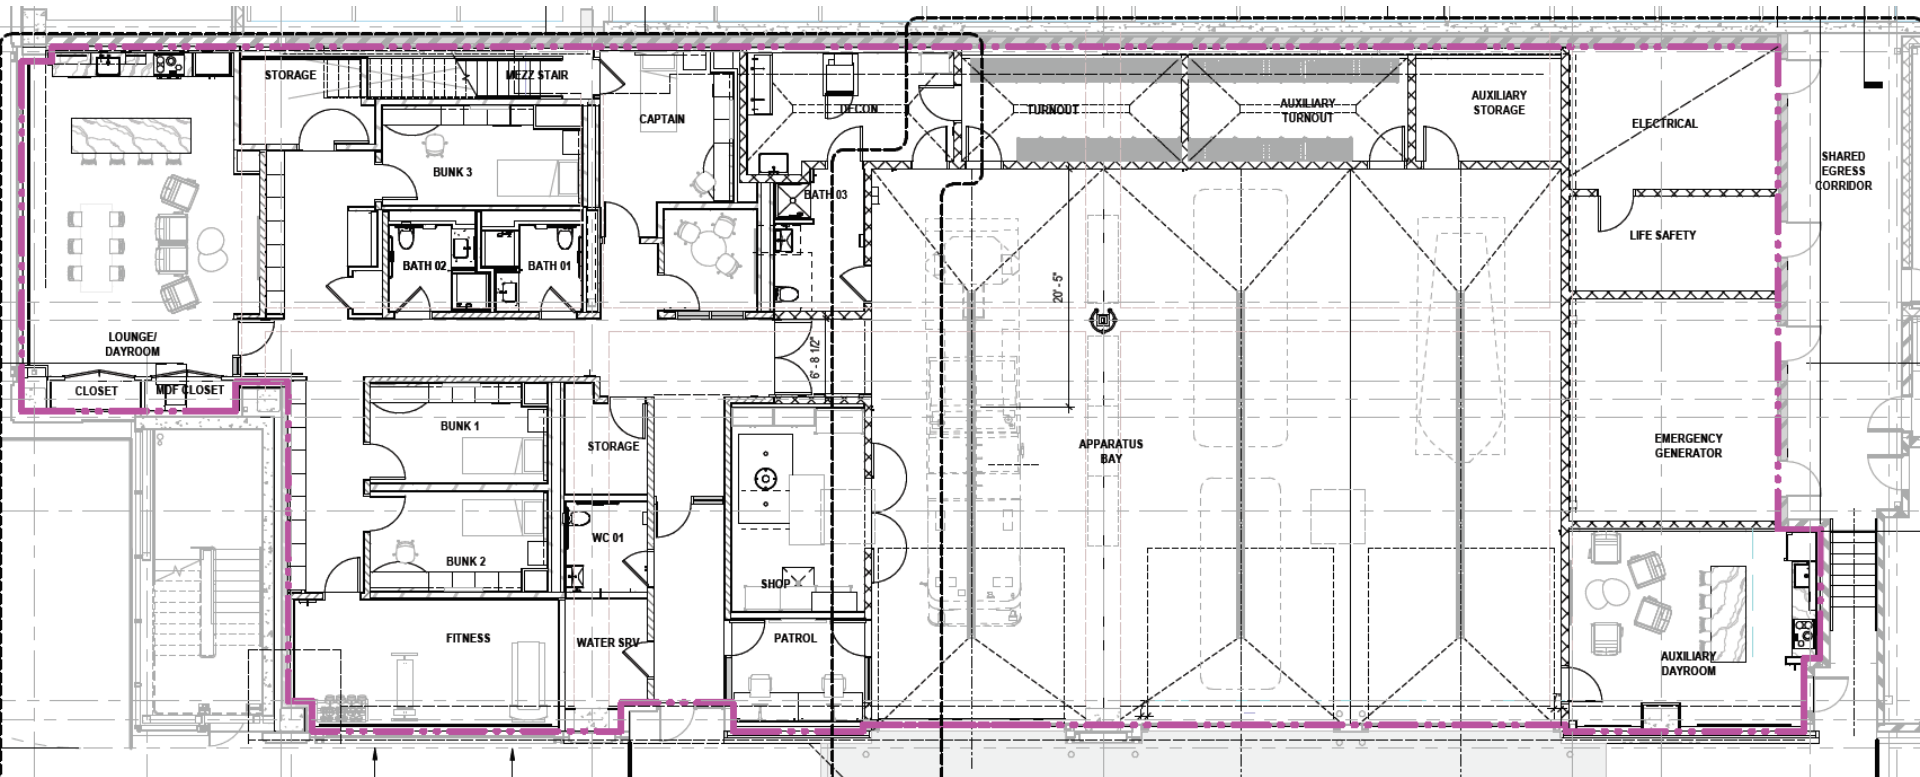 STORAGE
MEZZ STAIR
CAPTAIN
DECON
TURNOUT
AUXILIARY
TURNOUT
AUXILIARY
STORAGE
ELECTRICAL
SHARED
EGRESS
CORRIDOR
BUNK 3
BATH 03
LIFE SAFETY
BATH 02
BATH 01
20' - 5"
LOUNGE/
DAYROOM
6' - 8 1/2"
CLOSET
MDF CLOSET
BUNK 1
STORAGE
APPARATUS
BAY
EMERGENCY
GENERATOR
WC 01
BUNK 2
SHOP
FITNESS
WATER SRV
PATROL
AUXILIARY
DAYROOM